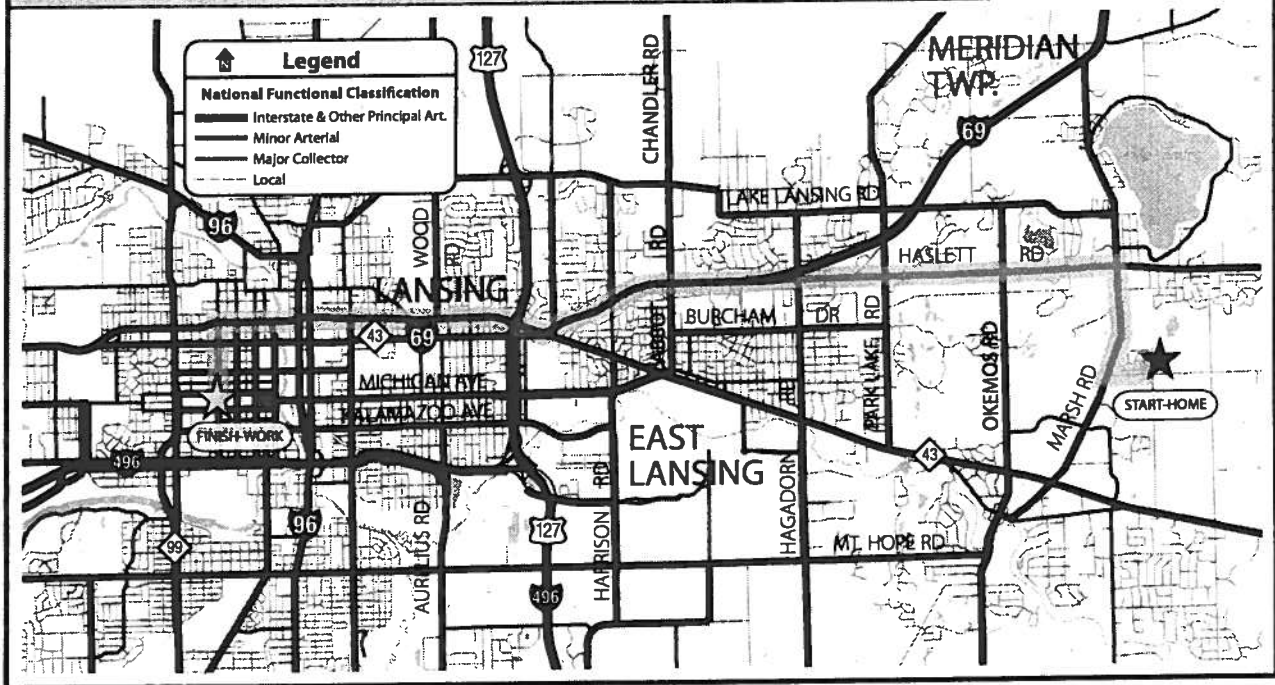 Legend
N
National Functional Classification
Interstate & Other Principal Art.
Minor Arterial
Major Collector
Local
127
CHANDLER RD
MERIDIAN
TWP.
69
96
WOOD
RD
RD
LAKE LANSING RD
HASLETT RD
LANSING
43
69
ABBOT
BURCHAM DR
RD
PARK LAKE
OKEMOS RD
MARSH RD
START-HOME
MICHIGAN AVE
KALAMAZOO AVE
FINISH-WORK
EAST
LANSING
RD
43
496
96
99
127
496
AURELIUS RD
HARRISON
RD
HAGADORN
MT. HOPE RD